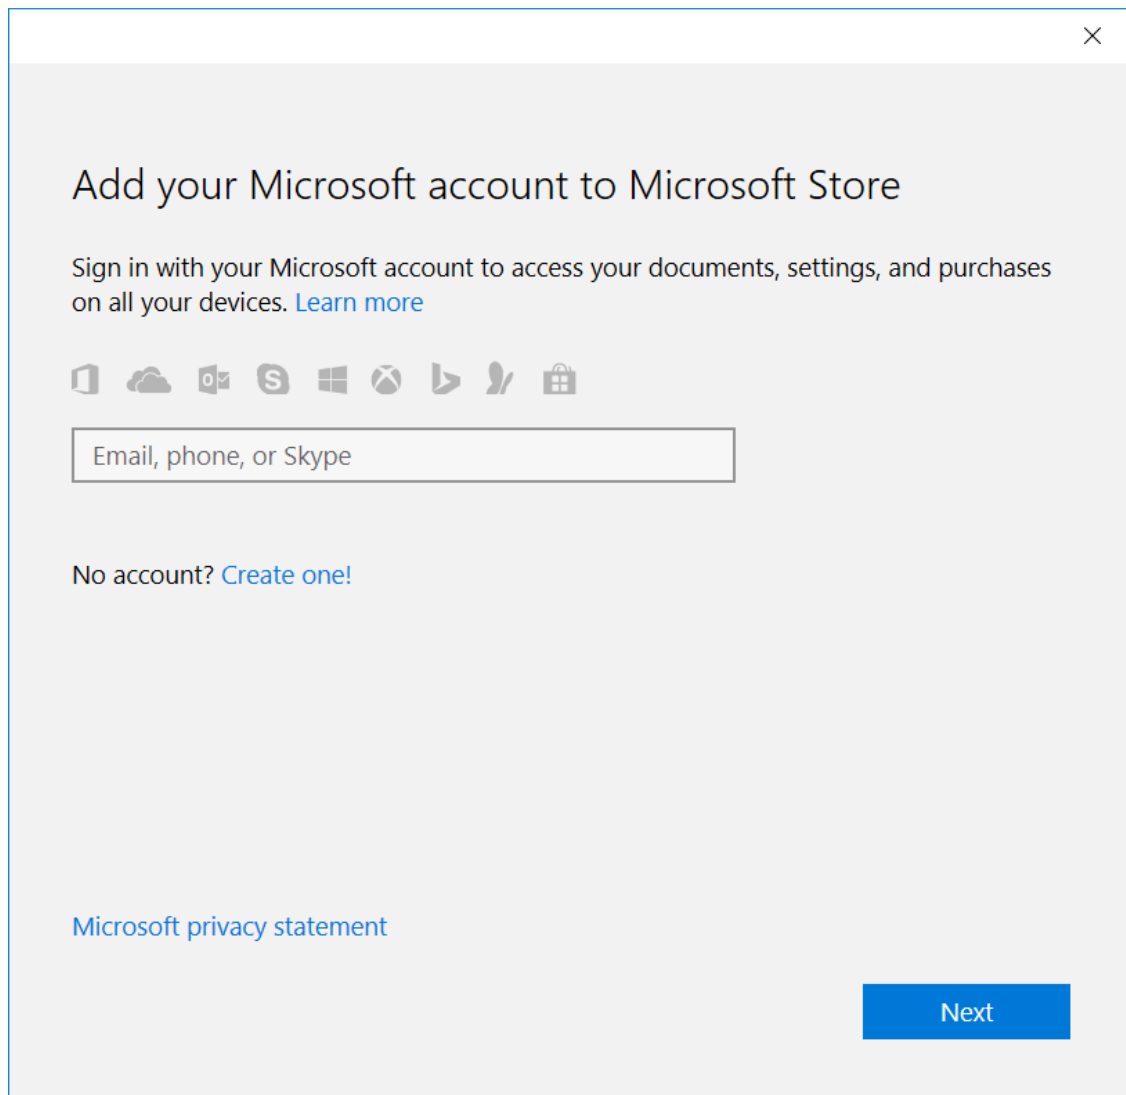 Add your Microsoft account to Microsoft Store
Sign in with your Microsoft account to access your documents, settings, and purchases
on all your devices. Learn more
Email, phone, or Skype
No account? Create one!
Microsoft privacy statement
Next